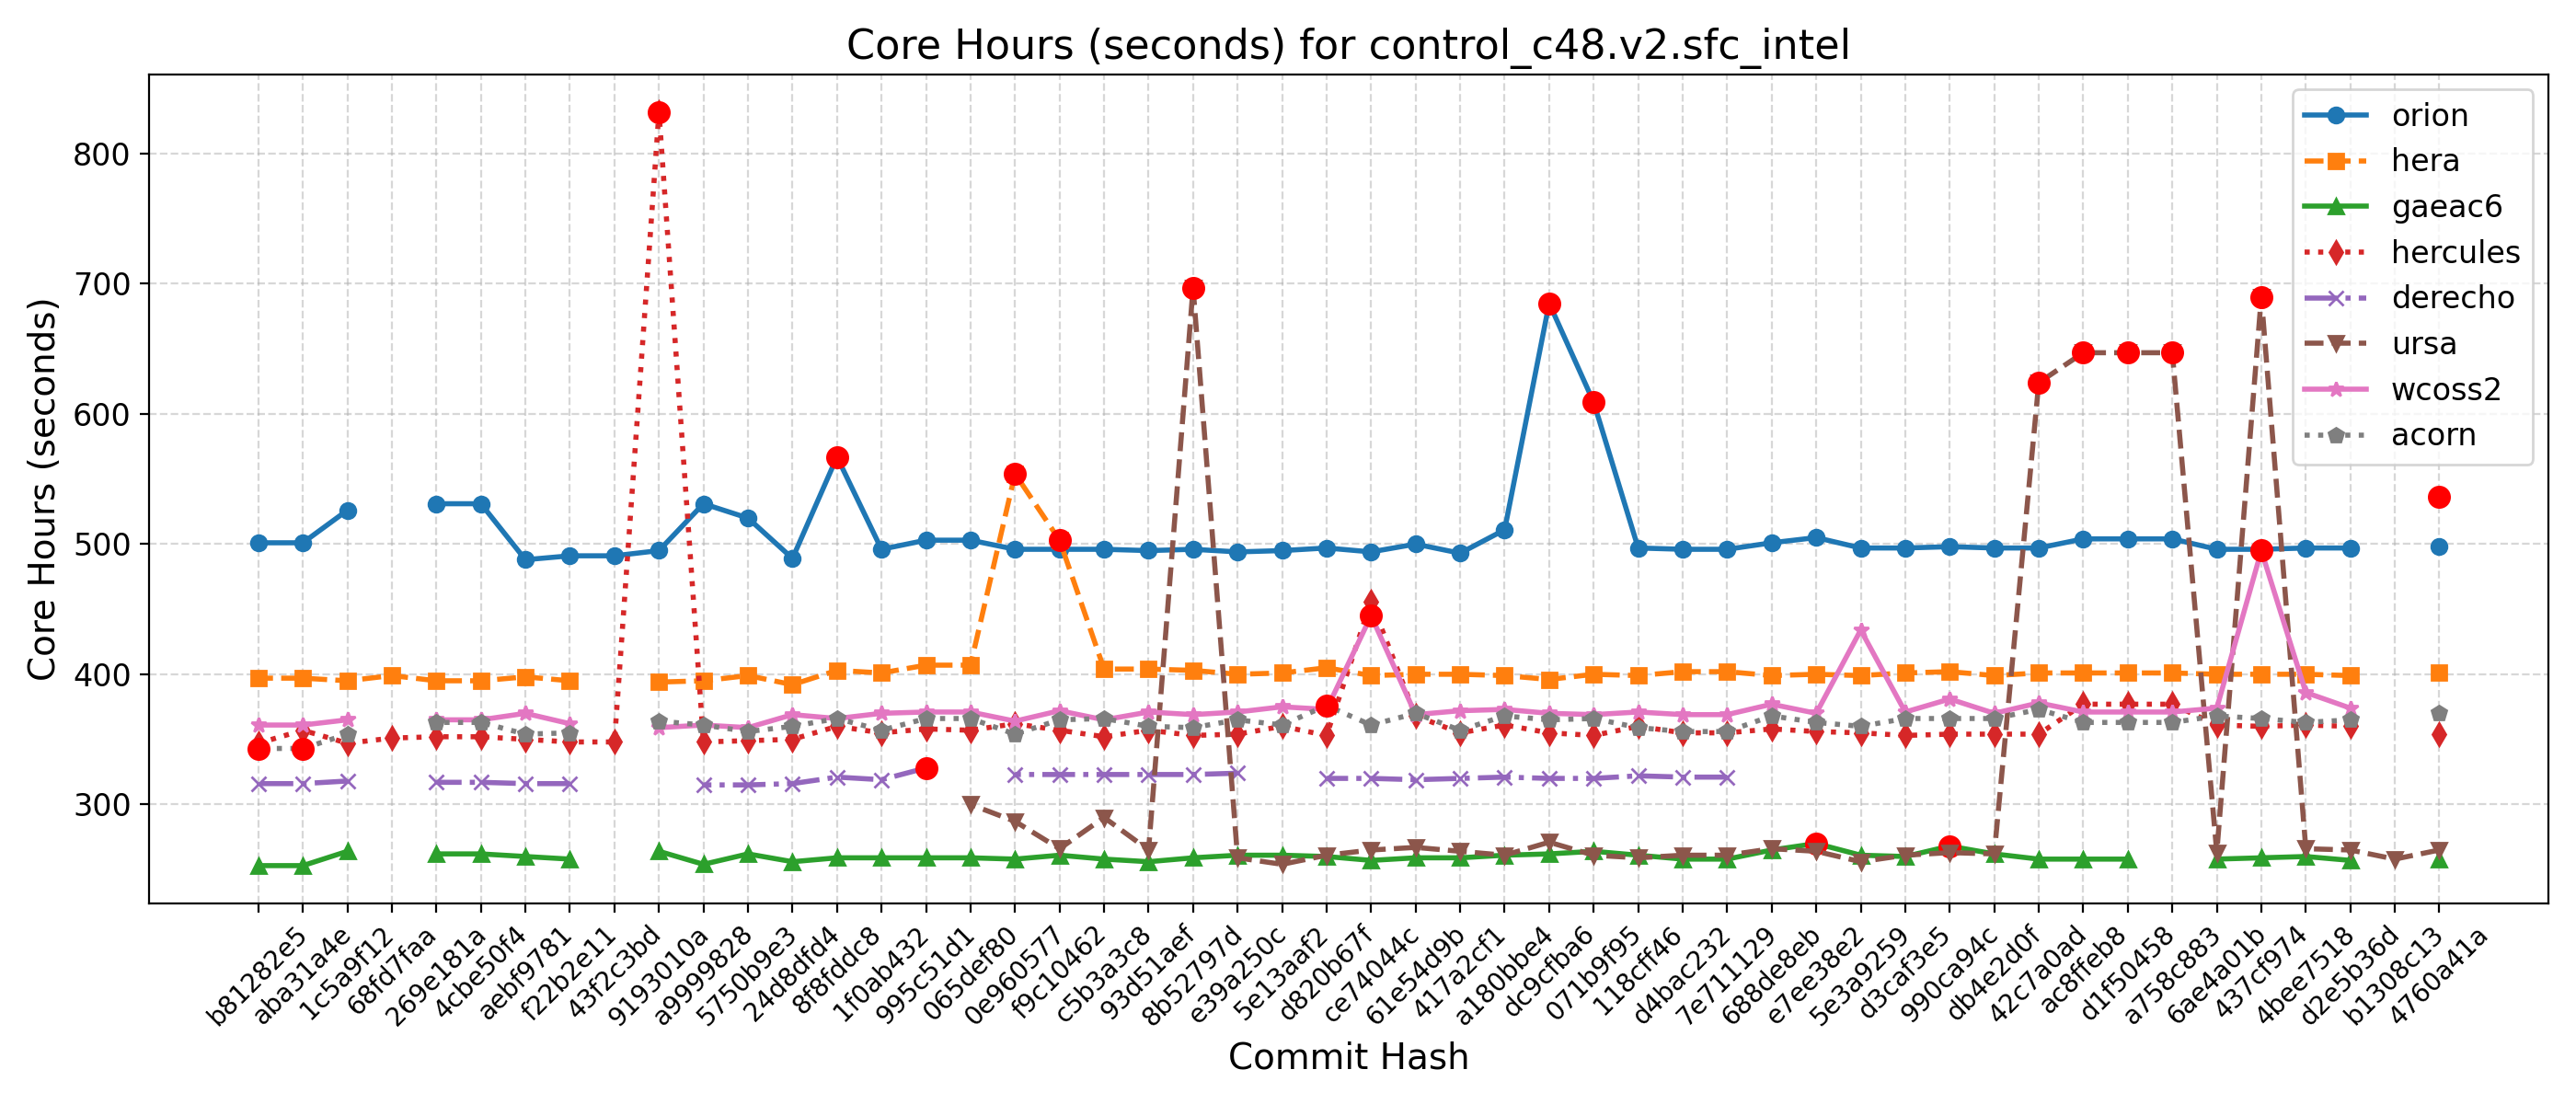 Core Hours (seconds) for control_c48.v2.sfc_intel
Core Hours (seconds)
800
700
600
500
400
300
orion
hera
gaeac6
hercules
derecho
ursa
wcoss2
acorn
b81282e5
aba31a4e
1c5a9f12
68fd7faa
269e181a
4cbe50f4
aebf9781
f22b2e11
43f2c3bd
9193010a
a9999828
5750b9e3
24d8dfd4
8f8fddc8
1f0ab432
995c51d1
065def80
0e960577
f9c10462
c5b3a3c8
93d51aef
8b52797d
e39a250c
5e13aaf2
d820b67f
ce74044c
61e54d9b
417a2cf1
a180bbe4
dc9cfba6
071b9f95
118cff46
d4bac232
7e711129
688de8eb
e7ee38e2
5e3a9259
d3caf3e5
990ca94c
db4e2d0f
42c7a0ad
ac8ffeb8
d1f50458
a758c883
6ae4a01b
437cf974
4bee7518
d2e5b36d
b1308c13
4760a41a
Commit Hash